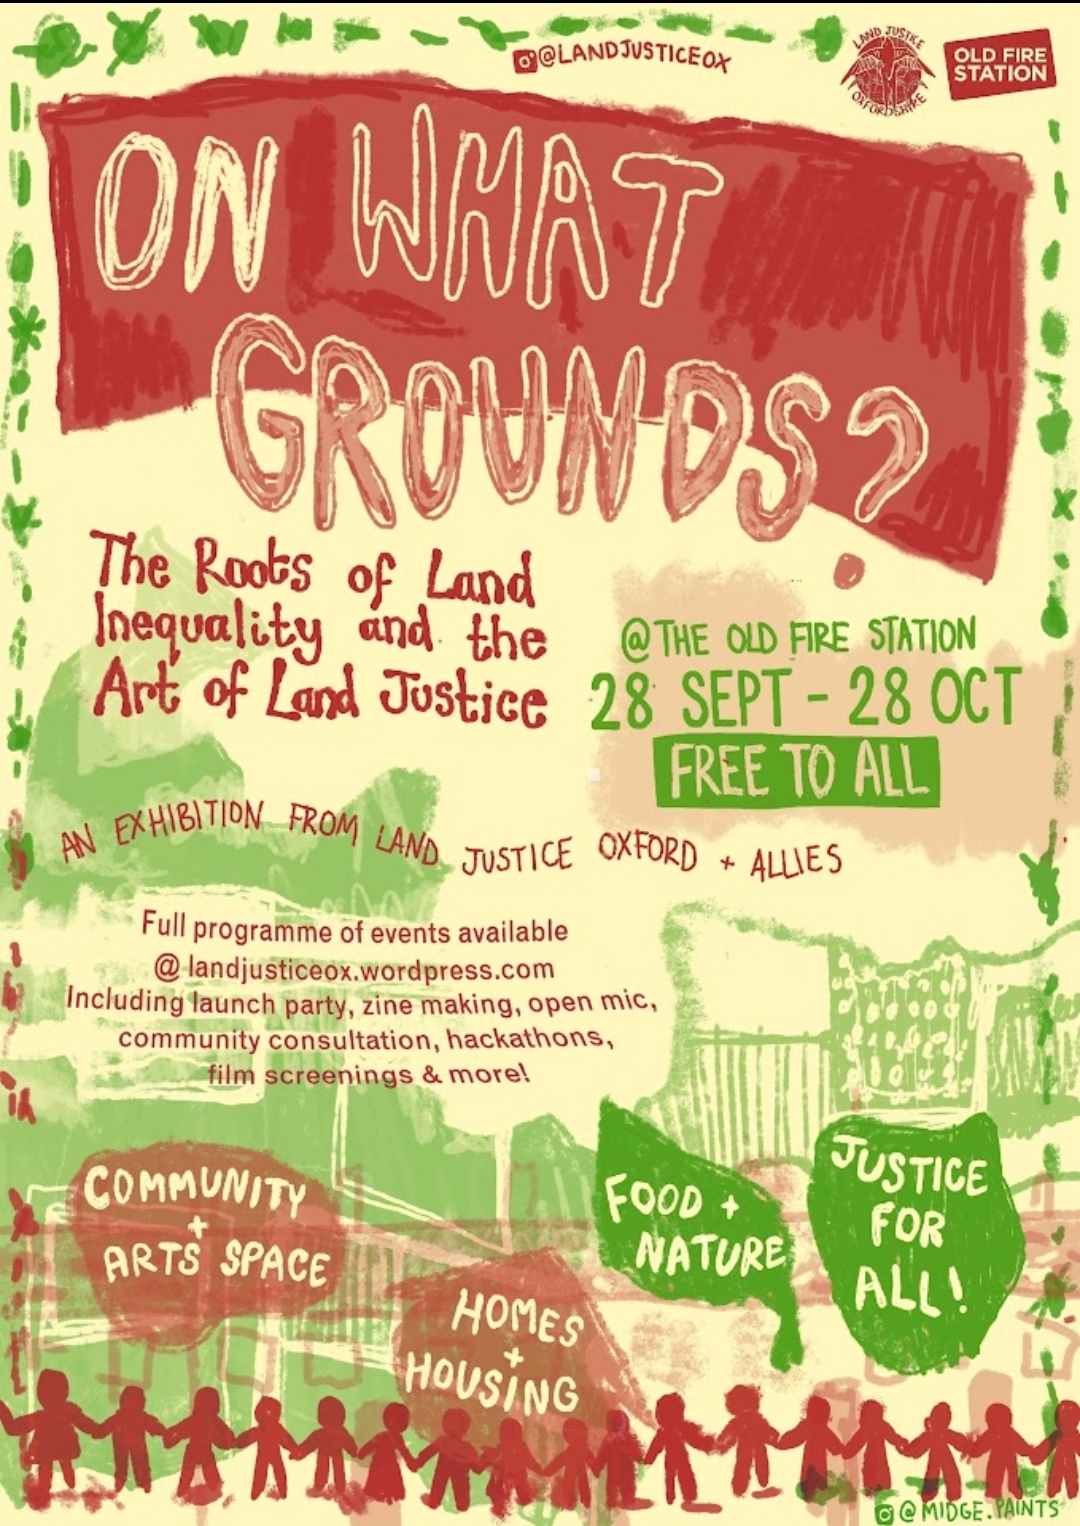 @LANDJUSTICEOX
LAND JUSTICE
OXFORDSHIRE
OLD FIRE
STATION
ON WHAT
GROUNDS?
The Roots of Land
Inequality and the
Art of Land Justice
@ THE OLD FIRE STATION
28 SEPT - 28 OCT
FREE TO ALL
AN EXHIBITION FROM LAND JUSTICE OXFORD + ALLIES
Full programme of events available
@ landjusticeox.wordpress.com
Including launch party, zine making, open mic,
community consultation, hackathons,
film screenings & more!
COMMUNITY
+
ARTS SPACE
HOMES
+
HOUSING
FOOD +
NATURE
JUSTICE
FOR
ALL!
@MIDGE.PAINTS